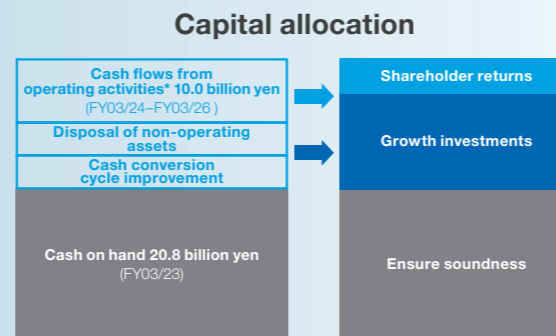 Capital allocation
Cash flows from
operating activities* 10.0 billion yen
(FY03/24–FY03/26 )
Disposal of non-operating
assets
Cash conversion
cycle improvement
Cash on hand 20.8 billion yen
(FY03/23)
Shareholder returns
Growth investments
Ensure soundness